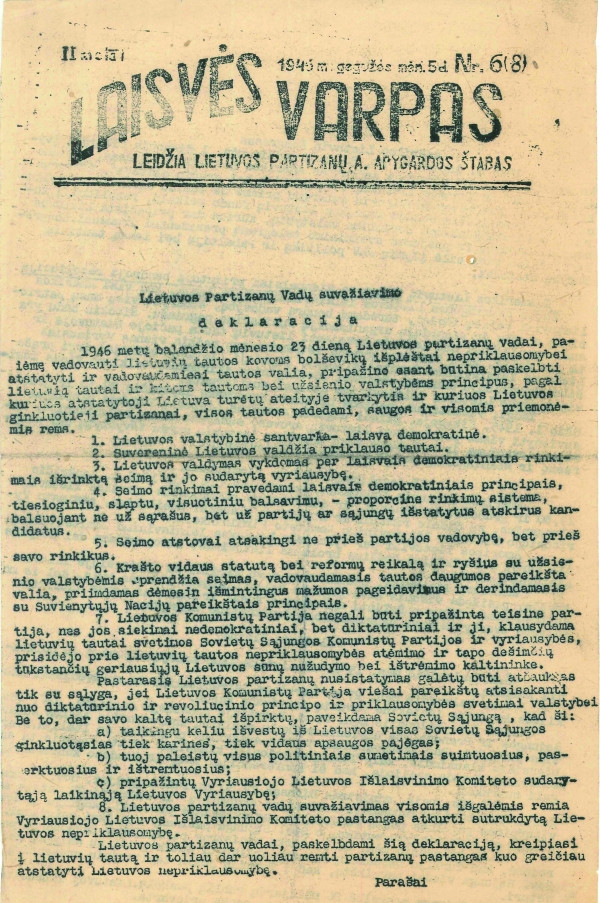 II metai
1946 m. gegužės mėn. 5 d. Nr. 6(8)
LAISVĖS
VARPAS
LEIDŽIA LIETUVOS PARTIZANŲ A. APYGARDOS ŠTABAS
Lietuvos Partizanų Vadų suvažiavimo
deklaracija
1946 metų balandžio mėnesio 23 dieną Lietuvos partizanų vadai, pa-
iėmę vadovauti lietuvių tautos kovoms bolševikų išplėštai nepriklausomybei
atstatyti ir vadovaudamiesi tautos valia, pripažino esant būtina paskelbti
lietuvių tautai ir kitoms tautoms bei užsienio valstybėms principus, pagal
kuriuos atstatytoji Lietuva turėtų ateityje tvarkytis ir kuriuos Lietuvos
ginkluotieji partizanai, visos tautos padedami, saugos ir visomis priemonė-
mis rems.
1. Lietuvos valstybinė santvarka- laisva demokratinė.
2. Suvereninė Lietuvos valdžia priklauso tautai.
3. Lietuvos valdymas vykdomas per laisvais demokratiniais rinki-
mais išrinktą seimą ir jo sudarytą vyriausybę.
4. Seimo rinkimai pravedami laisvais demokratiniais principais,
tiesioginiu, slaptu, visuotiniu balsavimu, - proporcine rinkimų sistema,
balsuojant ne už sąrašus, bet už partijų ar sąjungų išstatytus atskirus kan-
didatus.
5. Seimo atstovai atsakingi ne prieš partijos vadovybę, bet prieš
savo rinkikus.
6. Krašto vidaus statutą bei reformų reikalą ir ryšius su užsie-
nio valstybėmis sprendžia seimas, vadovaudamasis tautos daugumos pareikšta
valia, priimdamas dėmesin išmintingus mažumos pageidavimus ir derindamasis
su Suvienytųjų Nacijų pareikštais principais.
7. Lietuvos Komunistų Partija negali būti pripažinta teisine par-
tija, nes jos siekimai nedemokratiniai, bet diktatūriniai ir ji, klausydama
lietuvių tautai svetimos Sovietų Sąjungos Komunistų Partijos ir vyriausybės,
prisidėjo prie lietuvių tautos nepriklausomybės atėmimo ir tapo dešimčių
tūkstančių geriausiųjų Lietuvos sūnų nužudymo bei ištrėmimo kaltininke.
Pastarasis Lietuvos partizanų nusistatymas galėtų būti atšauktas
tik su sąlyga, jei Lietuvos Komunistų Partėja viešai pareikštų atsisakanti
nuo diktatūrinio ir revoliucinio principo ir priklausomybės svetimai valstybei
Be to, dar savo kaltę tautai išpirktų, paveikdama Sovietų Sąjungą , kad ši:
a) taikingu keliu išvestų iš Lietuvos visas Sovietų Sąjungos
ginkluotąsias tiek karines, tiek vidaus apsaugos pajėgas;
b) tuoj paleistų visus politiniais sumetimais suimtuosius, pas-
merktuosius ir ištremtuosius;
c) pripažintų Vyriausiojo Lietuvos Išlaisvinimo Komiteto sudary-
tąją laikinąją Lietuvos Vyriausybę;
8. Lietuvos partizanų vadų suvažiavimas visomis išgalėmis remia
Vyriausiojo Lietuvos Išlaisvinimo Komiteto pastangas atkurti sutrukdytą Lie-
tuvos nepriklausomybę.
Lietuvos partizanų vadai, paskelbdami šią deklaraciją, kreipiasi
į lietuvių tautą ir toliau dar uoliau remti partizanų pastangas kuo greičiau
atstatyti Lietuvos nepriklausomybę.
Parašai